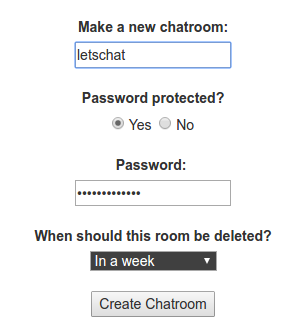 Make a new chatroom:
letschat
Password protected?
Yes No
Password:
•••••••••••••
When should this room be deleted?
In a week
Create Chatroom